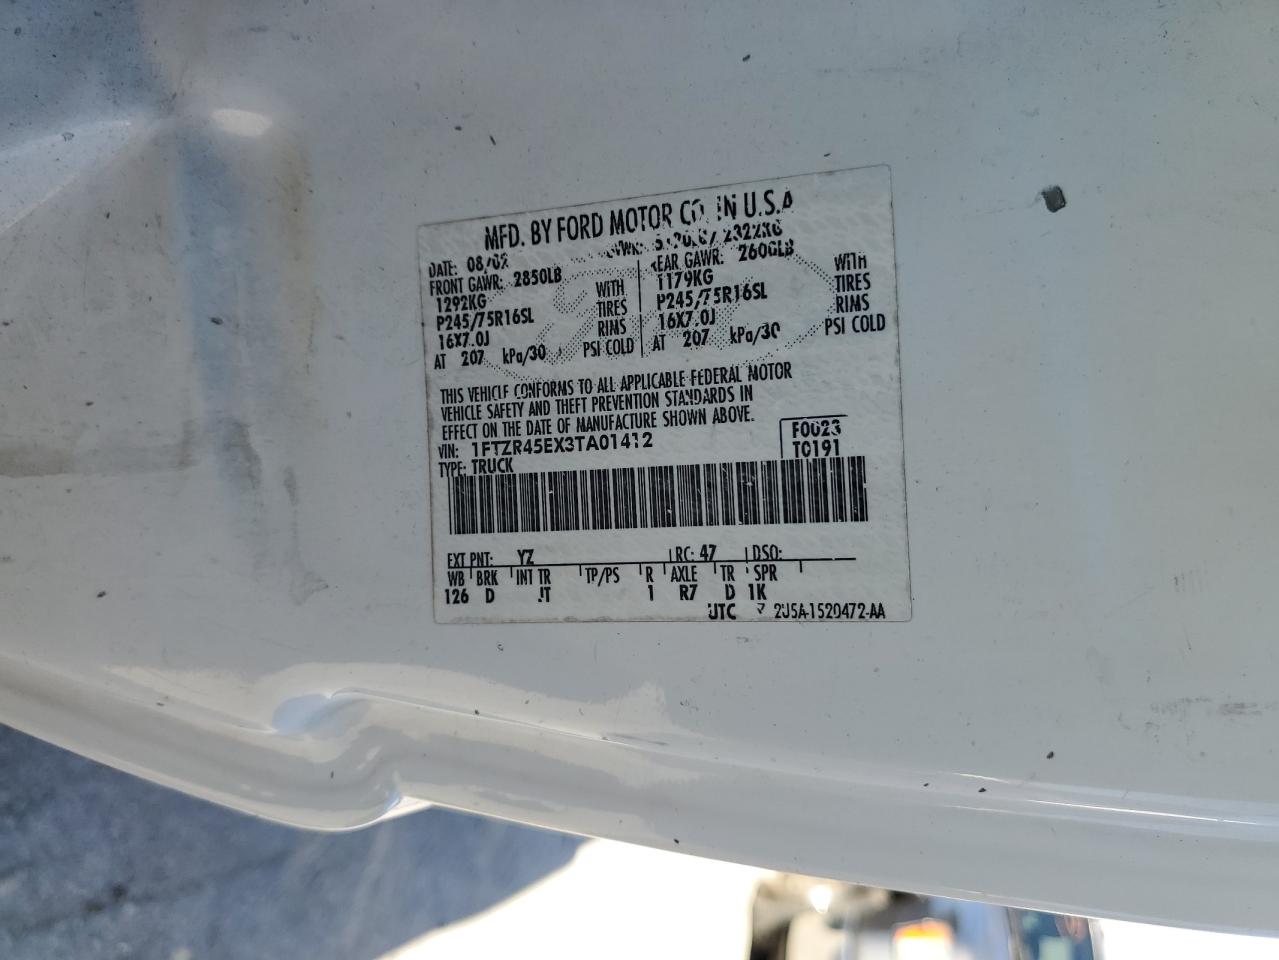 MFD. BY FORD MOTOR CO. IN U.S.A
DATE: 08/02
FRONT GAWR: 2850LB
1292KG
P245/75R16SL
16X7.0J
AT 207 kPa/30
WITH
TIRES
RIMS
PSI COLD
REAR GAWR: 2600LB
1179KG
P245/75R16SL
16X7.0J
AT 207 kPa/30
WITH
TIRES
RIMS
PSI COLD
THIS VEHICLE CONFORMS TO ALL APPLICABLE FEDERAL MOTOR
VEHICLE SAFETY AND THEFT PREVENTION STANDARDS IN
EFFECT ON THE DATE OF MANUFACTURE SHOWN ABOVE.
VIN: 1FTZR45EX3TA01412
TYPE: TRUCK
F0023
T0191
EXT PNT: YZ RC: 47 DSO:
WB BRK INT TR TP/PS R AXLE TR SPR
126 D 1 R7 D 1K
UTC 2U5A-1520472-AA